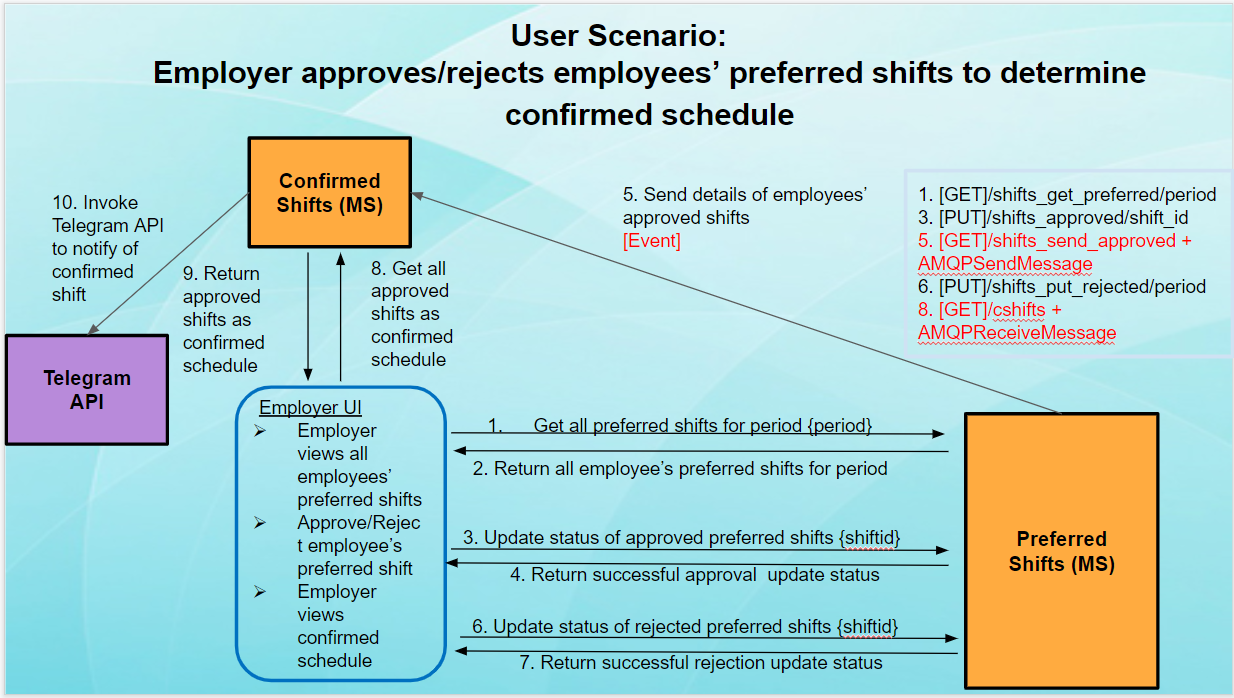 User Scenario:
Employer approves/rejects employees’ preferred shifts to determine
confirmed schedule
Confirmed
Shifts (MS)
10. Invoke
Telegram API
to notify of
confirmed
shift
9. Return
approved
shifts as
confirmed
schedule
8. Get all
approved
shifts as
confirmed
schedule
5. Send details of employees’
approved shifts
[Event]
1. [GET]/shifts_get_preferred/period
3. [PUT]/shifts_approved/shift_id
5. [GET]/shifts_send_approved +
AMQPSendMessage
6. [PUT]/shifts_put_rejected/period
8. [GET]/cshifts +
AMQPReceiveMessage
Telegram
API
Employer UI
➢ Employer
views all
employees’
preferred shifts
➢ Approve/Rejec
t employee’s
preferred shift
➢ Employer
views
confirmed
schedule
1. Get all preferred shifts for period {period}
2. Return all employee’s preferred shifts for period
3. Update status of approved preferred shifts {shiftid}
4. Return successful approval update status
6. Update status of rejected preferred shifts {shiftid}
7. Return successful rejection update status
Preferred
Shifts (MS)